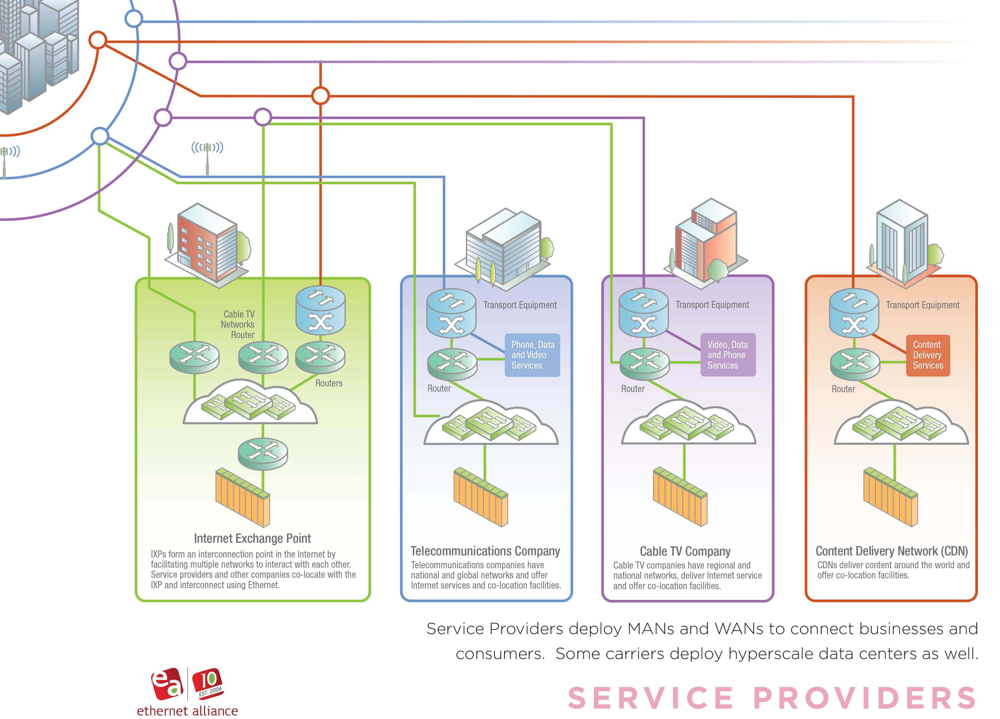 Cable TV
Networks
Router
Routers
Transport Equipment
Phone, Data
and Video
Services
Router
Transport Equipment
Video, Data
and Phone
Services
Router
Transport Equipment
Content
Delivery
Services
Router
Internet Exchange Point
IXPs form an interconnection point in the Internet by
facilitating multiple networks to interact with each other.
Service providers and other companies co-locate with the
IXP and interconnect using Ethernet.
Telecommunications Company
Telecommunications companies have
national and global networks and offer
Internet services and co-location facilities.
Cable TV Company
Cable TV companies have regional and
national networks, deliver Internet service
and offer co-location facilities.
Content Delivery Network (CDN)
CDNs deliver content around the world and
offer co-location facilities.
Service Providers deploy MANs and WANs to connect businesses and
consumers.  Some carriers deploy hyperscale data centers as well.
ea
10
EST. 2006
ethernet alliance
SERVICE PROVIDERS